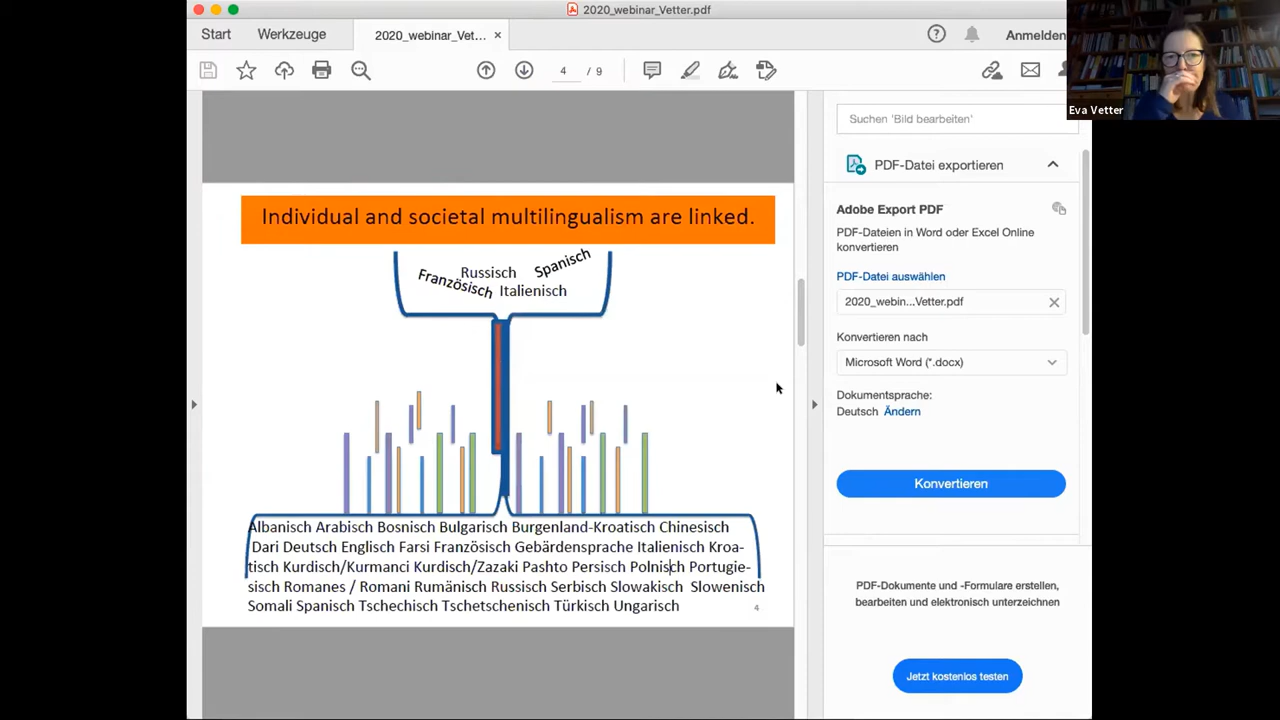 2020_webinar_Vetter.pdf
Start
Werkzeuge
2020_webinar_Vet...
Anmelden
4 / 9
Eva Vetter
Suchen 'Bild bearbeiten'
PDF-Datei exportieren
Adobe Export PDF
PDF-Dateien in Word oder Excel Online
konvertieren
PDF-Datei auswählen
2020_webin...Vetter.pdf
Konvertieren nach
Microsoft Word (*.docx)
Dokumentsprache:
Deutsch Ändern
Konvertieren
PDF-Dokumente und -Formulare erstellen,
bearbeiten und elektronisch unterzeichnen
Jetzt kostenlos testen
Individual and societal multilingualism are linked.
Französisch
Russisch
Spanisch
Italienisch
Albanisch Arabisch Bosnisch Bulgarisch Burgenland-Kroatisch Chinesisch
Dari Deutsch Englisch Farsi Französisch Gebärdensprache Italienisch Kroa-
tisch Kurdisch/Kurmanci Kurdisch/Zazaki Pashto Persisch Polnisch Portugie-
sisch Romanes / Romani Rumänisch Russisch Serbisch Slowakisch Slowenisch
Somali Spanisch Tschechisch Tschetschenisch Türkisch Ungarisch
4